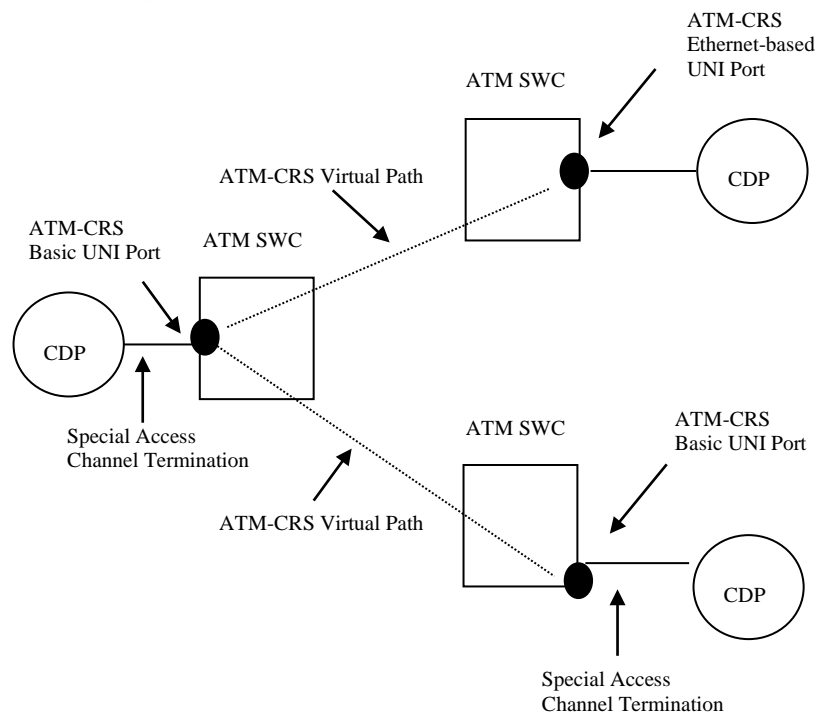 ATM-CRS
Ethernet-based
UNI Port
ATM SWC
CDP
ATM-CRS Virtual Path
ATM-CRS
Basic UNI Port
ATM SWC
CDP
Special Access
Channel Termination
ATM-CRS Virtual Path
ATM SWC
ATM-CRS
Basic UNI Port
CDP
Special Access
Channel Termination